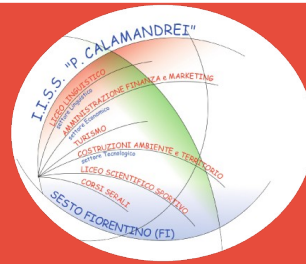 I.I.S.S. "P. CALAMANDREI"
LICEO LINGUISTICO
settore Linguistico
AMMINISTRAZIONE FINANZA e MARKETING
settore Economico
TURISMO
COSTRUZIONI AMBIENTE e TERRITORIO
settore Tecnologico
LICEO SCIENTIFICO SPORTIVO
CORSI SERALI
SESTO FIORENTINO (FI)